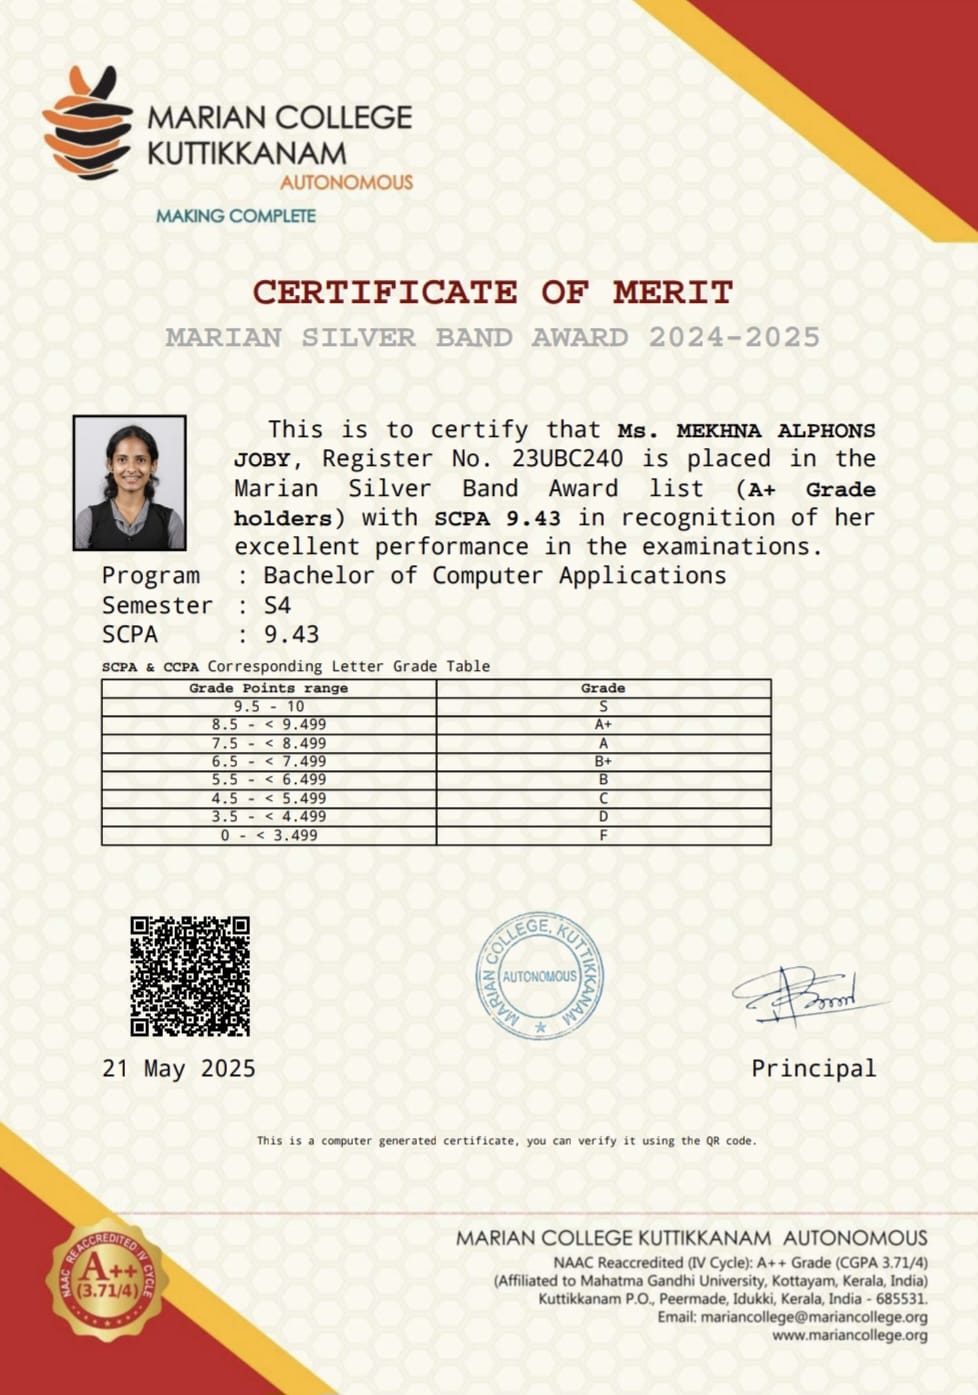 MARIAN COLLEGE
KUTTIKKANAM
AUTONOMOUS
MAKING COMPLETE
CERTIFICATE OF MERIT
MARIAN SILVER BAND AWARD 2024-2025
This is to certify that Ms. MEKHNA ALPHONS
JOBY, Register No. 23UBC240 is placed in the
Marian Silver Band Award list (A+ Grade
holders) with SCPA 9.43 in recognition of her
excellent performance in the examinations.
Program : Bachelor of Computer Applications
Semester : S4
SCPA : 9.43
SCPA & CCPA Corresponding Letter Grade Table
Grade Points range Grade
9.5 - 10 S
8.5 - < 9.499 A+
7.5 - < 8.499 A
6.5 - < 7.499 B+
5.5 - < 6.499 B
4.5 - < 5.499 C
3.5 - < 4.499 D
0 - < 3.499 F
MARIAN COLLEGE, KUTTIKKANAM
AUTONOMOUS
21 May 2025
Principal
This is a computer generated certificate, you can verify it using the QR code.
NAAC REACCREDITED IV CYCLE
A++
(3.71/4)
MARIAN COLLEGE KUTTIKKANAM AUTONOMOUS
NAAC Reaccredited (IV Cycle): A++ Grade (CGPA 3.71/4)
(Affiliated to Mahatma Gandhi University, Kottayam, Kerala, India)
Kuttikkanam P.O., Peermade, Idukki, Kerala, India - 685531.
Email: mariancollege@mariancollege.org
www.mariancollege.org